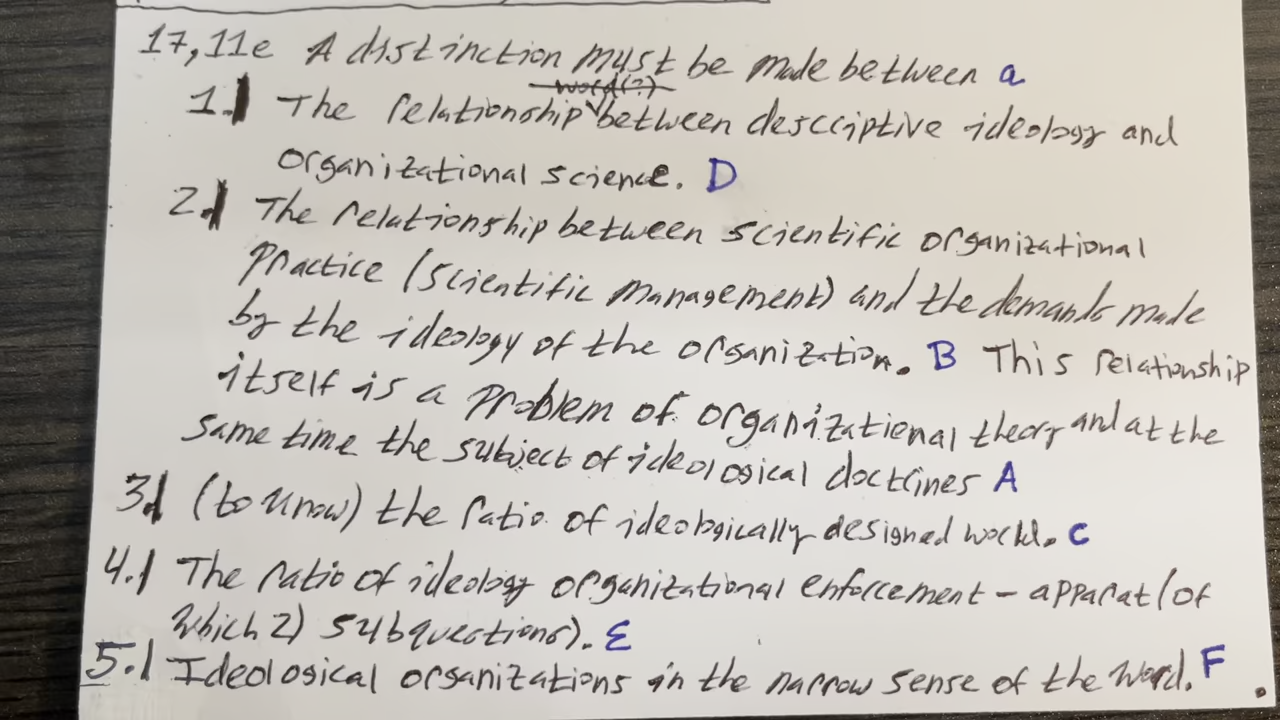 17,11e A distinction must be made between a
word(?)
1. The relationship between descriptive ideology and
organizational science. D
2. The relationship between scientific organizational
practice (scientific management) and the demands made
by the ideology of the organization. B This relationship
itself is a problem of organizational theory and at the
same time the subject of ideological doctrines A
3. (to know) the ratio of ideologically designed world. C
4. The ratio of ideology organizational enforcement - apparat (of
which 2) subquestions). E
5. Ideological organizations in the narrow sense of the word. F